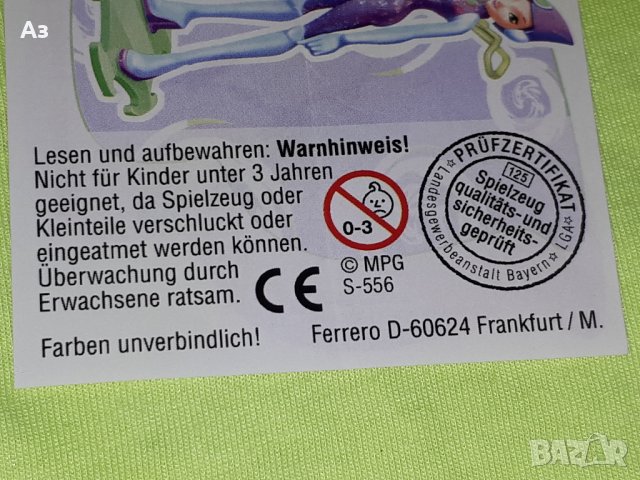 Аз
Lesen und aufbewahren: Warnhinweis!
Nicht für Kinder unter 3 Jahren
geeignet, da Spielzeug oder
Kleinteile verschluckt oder
eingeatmet werden können.
Überwachung durch
Erwachsene ratsam.
CE
0-3
© MPG
S-556
PRÜFZERTIFIKAT
125
Spielzeug
qualitäts- und
sicherheits-
geprüft
☆ Landesgewerbeanstalt Bayern ☆ LGA ☆
Farben unverbindlich!
Ferrero D-60624 Frankfurt / M.
BAZAR